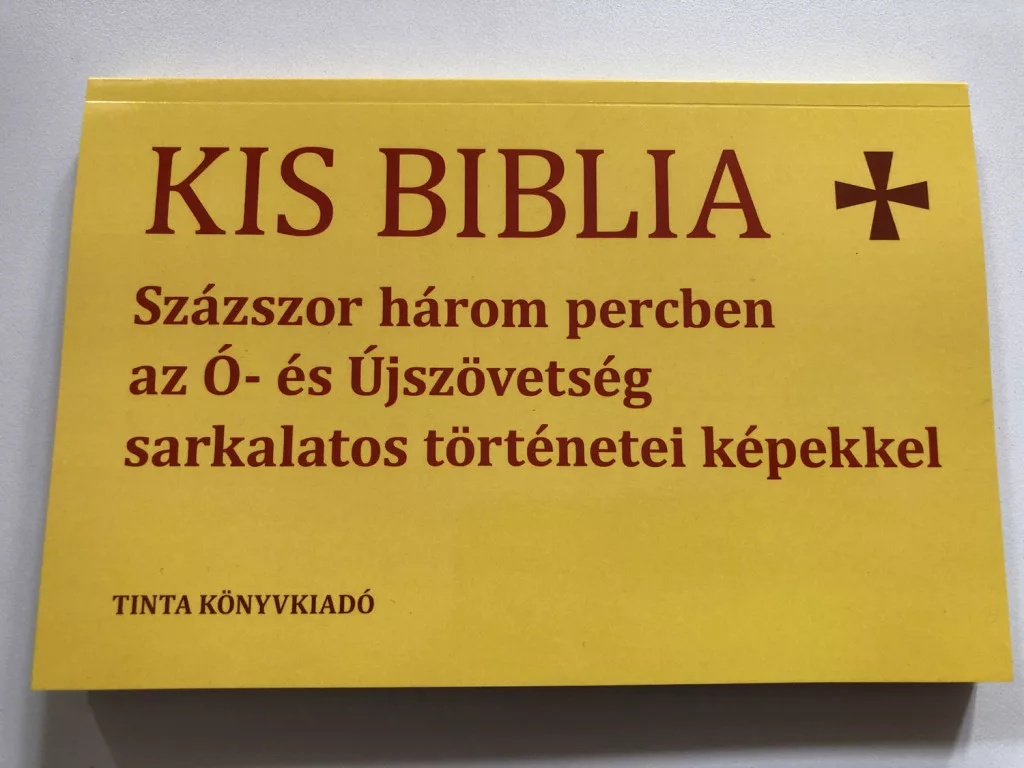 KIS BIBLIA
Százszor három percben
az Ó- és Újszövetség
sarkalatos történetei képekkel
TINTA KÖNYVKIADÓ